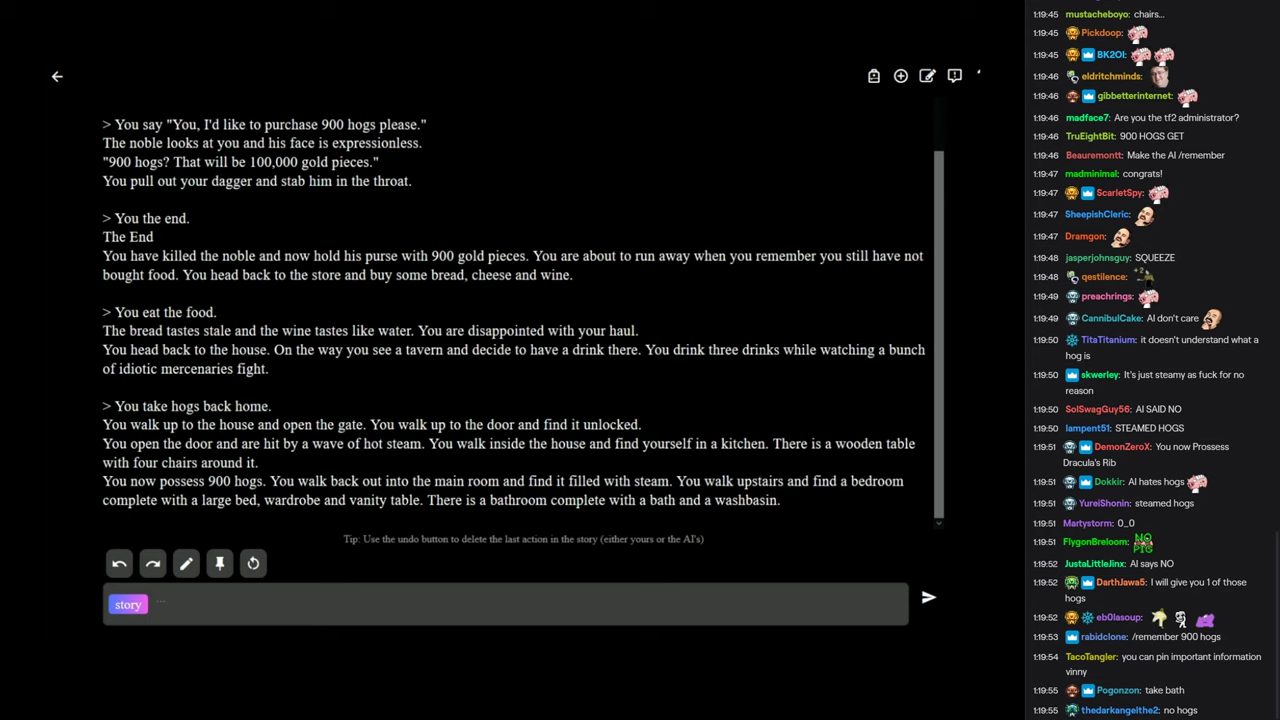 > You say "You, I'd like to purchase 900 hogs please."
The noble looks at you and his face is expressionless.
"900 hogs? That will be 100,000 gold pieces."
You pull out your dagger and stab him in the throat.
> You the end.
The End
You have killed the noble and now hold his purse with 900 gold pieces. You are about to run away when you remember you still have not
bought food. You head back to the store and buy some bread, cheese and wine.
> You eat the food.
The bread tastes stale and the wine tastes like water. You are disappointed with your haul.
You head back to the house. On the way you see a tavern and decide to have a drink there. You drink three drinks while watching a bunch
of idiotic mercenaries fight.
> You take hogs back home.
You walk up to the house and open the gate. You walk up to the door and find it unlocked.
You open the door and are hit by a wave of hot steam. You walk inside the house and find yourself in a kitchen. There is a wooden table
with four chairs around it.
You now possess 900 hogs. You walk back out into the main room and find it filled with steam. You walk upstairs and find a bedroom
complete with a large bed, wardrobe and vanity table. There is a bathroom complete with a bath and a washbasin.
Tip: Use the undo button to delete the last action in the story (either yours or the AI's)
story ...
1:19:45 mustacheboyo: chairs...
1:19:45 Pickdoop:
1:19:45 BK2OI:
1:19:46 eldritchminds:
1:19:46 gibbetterinternet:
1:19:46 madface7: Are you the tf2 administrator?
1:19:46 TruEightBit: 900 HOGS GET
1:19:46 Beauremontt: Make the AI /remember
1:19:47 madminimal: congrats!
1:19:47 ScarletSpy:
1:19:47 SheepishCleric:
1:19:47 Dramgon:
1:19:48 jasperjohnsguy: SQUEEZE
1:19:48 qestilence: +2
1:19:49 preachrings:
1:19:49 CannibulCake: AI don't care
1:19:50 TitaTitanium: it doesn't understand what a
hog is
1:19:50 skwerley: It's just steamy as fuck for no
reason
1:19:50 SolSwagGuy56: AI SAID NO
1:19:50 lampent51: STEAMED HOGS
1:19:51 DemonZeroX: You now Prossess
Dracula's Rib
1:19:51 Dokkir: AI hates hogs
1:19:51 YureiShonin: steamed hogs
1:19:51 Martystorm: 0_0
1:19:51 FlygonBreloom: NO PIG
1:19:52 JustaLittleJinx: AI says NO
1:19:52 DarthJawa5: I will give you 1 of those
hogs
1:19:52 eb0lasoup:
1:19:53 rabidclone: /remember 900 hogs
1:19:54 TacoTangler: you can pin important information
vinny
1:19:55 Pogonzon: take bath
1:19:55 thedarkangelthe2: no hogs